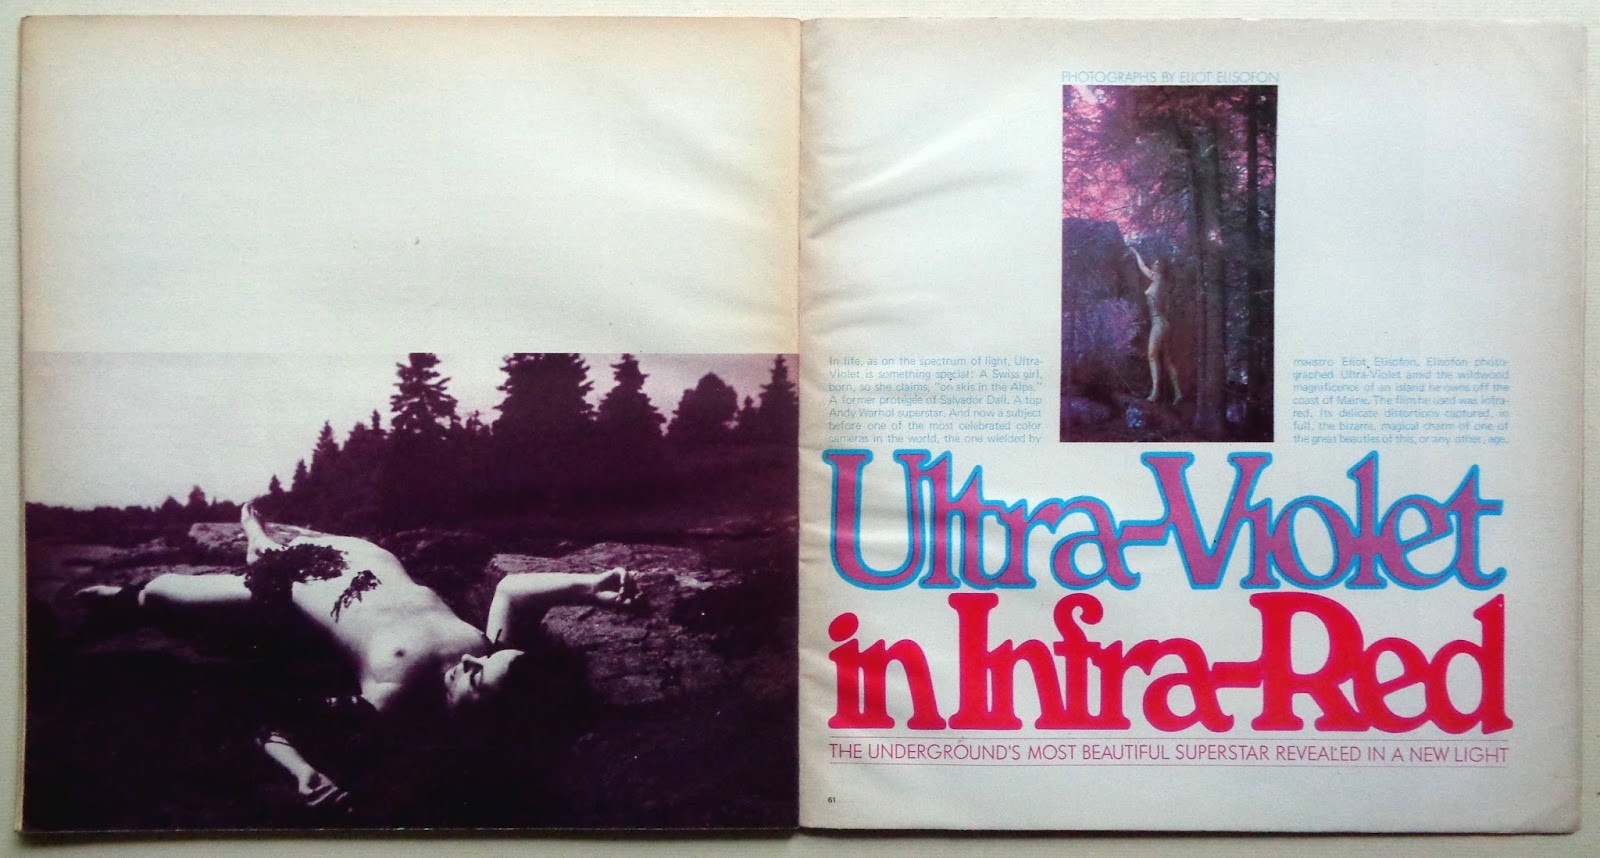 PHOTOGRAPHS BY ELIOT ELISOFON
In life, as on the spectrum of light, Ultra-
Violet is something special: A Swiss girl,
born, so she claims, "on skis in the Alps."
A former protégée of Salvador Dalí. A top
Andy Warhol superstar. And now a subject
before one of the most celebrated color
cameras in the world, the one wielded by
maestro Eliot Elisofon. Elisofon photo-
graphed Ultra-Violet amid the wildwood
magnificence of an island he owns off the
coast of Maine. The film he used was infra-
red. Its delicate distortions captured, in
full, the bizarre, magical charm of one of
the great beauties of this, or any other, age.
Ultra-Violet
in Infra-Red
THE UNDERGROUND'S MOST BEAUTIFUL SUPERSTAR REVEALED IN A NEW LIGHT
61